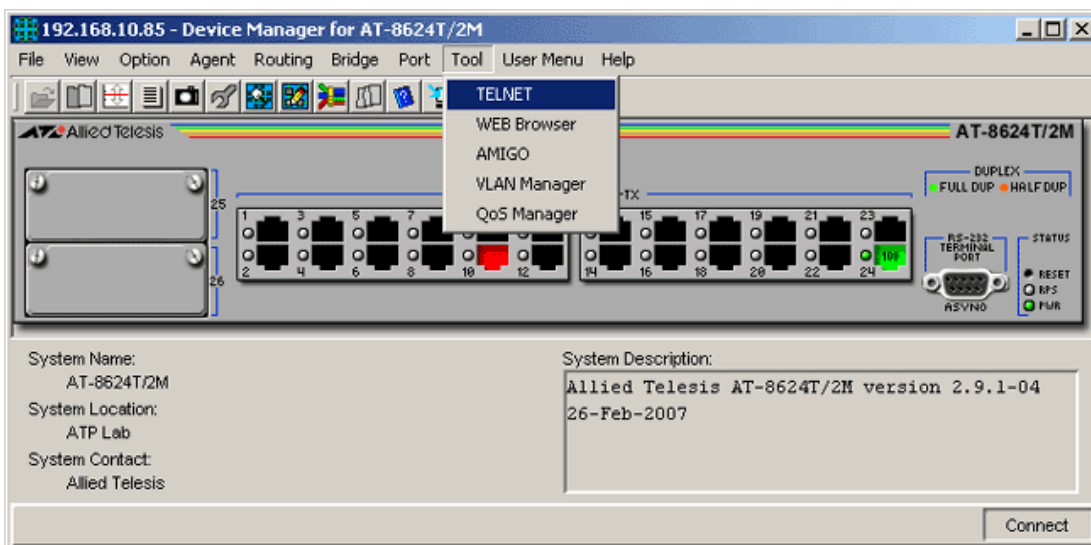 192.168.10.85 - Device Manager for AT-8624T/2M
File View Option Agent Routing Bridge Port Tool User Menu Help
TELNET
WEB Browser
AMIGO
VLAN Manager
QoS Manager
Allied Telesis
AT-8624T/2M
DUPLEX
FULL DUP HALF DUP
25
-TX
1 3 5 7 15 17 19 21 23
100
2 4 6 8 10 12 14 16 18 20 22 24
26
RS-232
TERMINAL
PORT
ASYN0
STATUS
RESET
RPS
PWR
System Name:
AT-8624T/2M
System Location:
ATP Lab
System Contact:
Allied Telesis
System Description:
Allied Telesis AT-8624T/2M version 2.9.1-04
26-Feb-2007
Connect